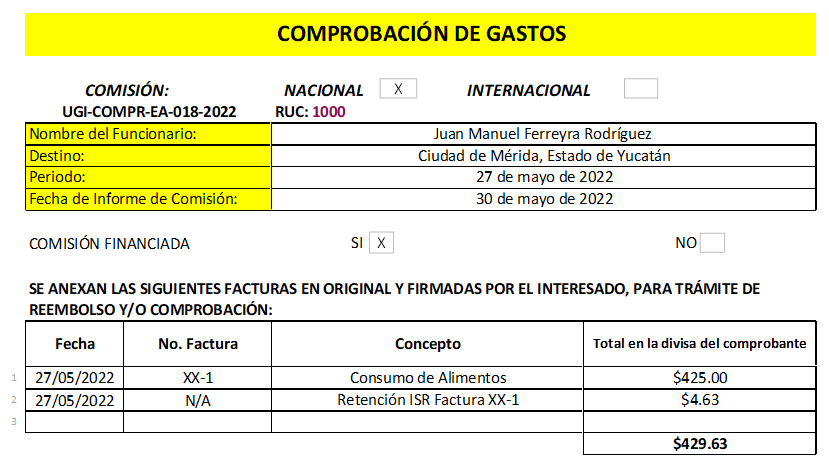 COMPROBACIÓN DE GASTOS
COMISIÓN: NACIONAL X INTERNACIONAL
UGI-COMPR-EA-018-2022 RUC: 1000
Nombre del Funcionario: Juan Manuel Ferreyra Rodríguez
Destino: Ciudad de Mérida, Estado de Yucatán
Periodo: 27 de mayo de 2022
Fecha de Informe de Comisión: 30 de mayo de 2022
COMISIÓN FINANCIADA SI X NO
SE ANEXAN LAS SIGUIENTES FACTURAS EN ORIGINAL Y FIRMADAS POR EL INTERESADO, PARA TRÁMITE DE
REEMBOLSO Y/O COMPROBACIÓN:
Fecha No. Factura Concepto Total en la divisa del comprobante
1 27/05/2022 XX-1 Consumo de Alimentos $425.00
2 27/05/2022 N/A Retención ISR Factura XX-1 $4.63
3
$429.63